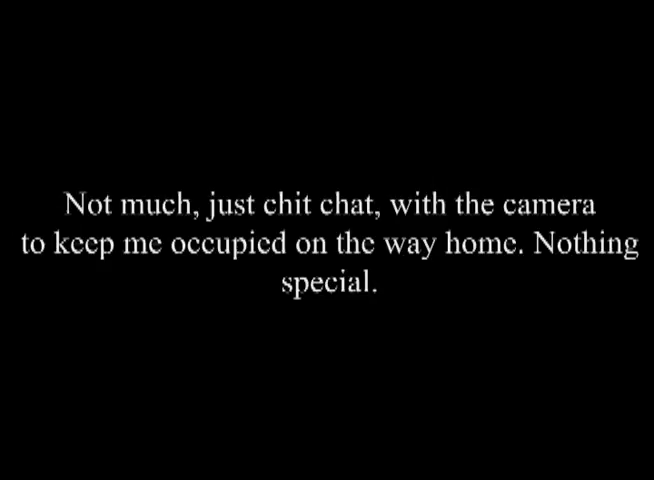 Not much, just chit chat, with the camera
to keep me occupied on the way home. Nothing
special.